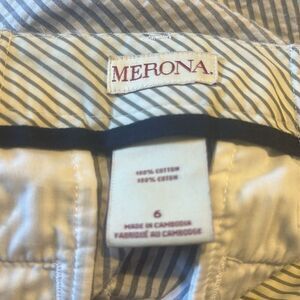 MERONA.
100% COTTON
100% COTON
6
MADE IN CAMBODIA
FABRIQUÉ AU CAMBODGE